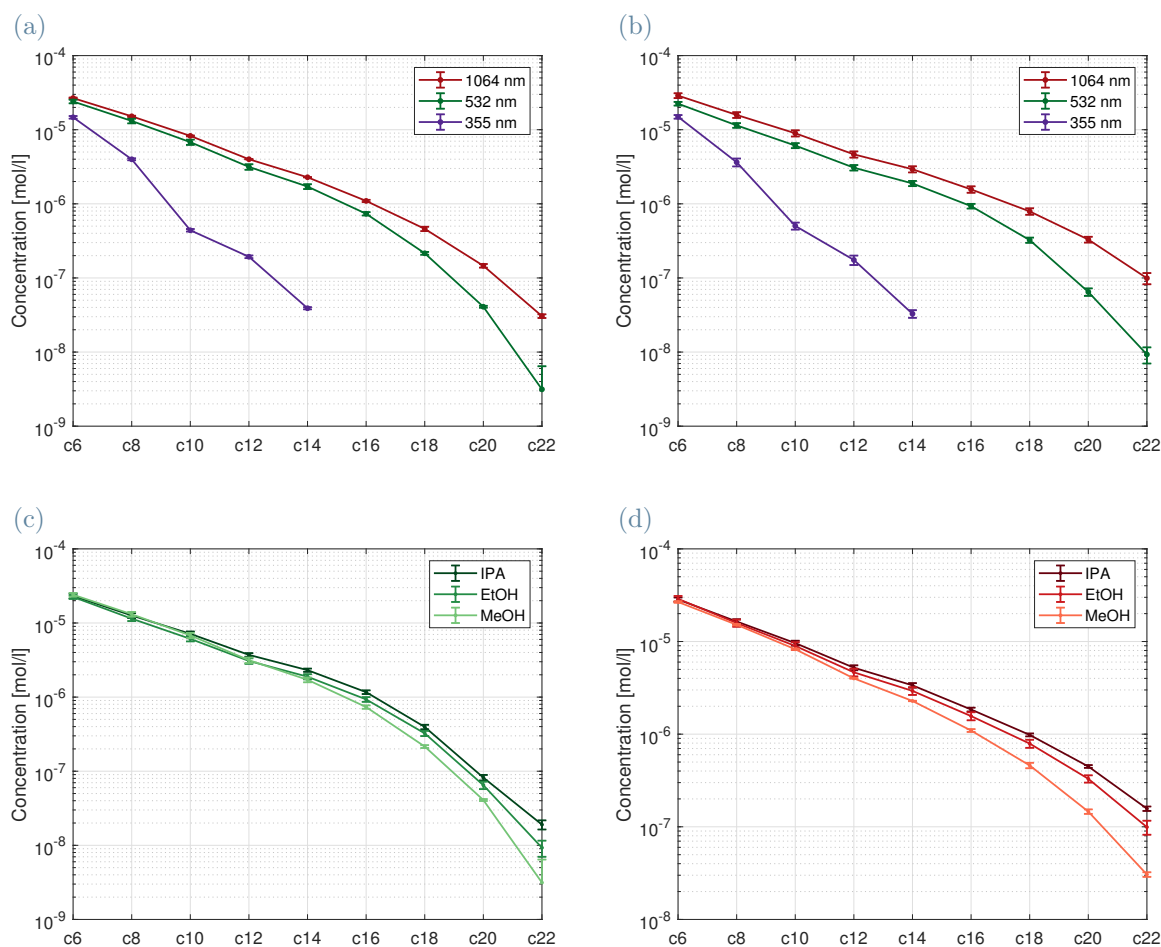 (a)
10^-4
10^-5
10^-6
10^-7
10^-8
10^-9
Concentration [mol/l]
c6 c8 c10 c12 c14 c16 c18 c20 c22
1064 nm
532 nm
355 nm
(b)
10^-4
10^-5
10^-6
10^-7
10^-8
10^-9
Concentration [mol/l]
c6 c8 c10 c12 c14 c16 c18 c20 c22
1064 nm
532 nm
355 nm
(c)
10^-4
10^-5
10^-6
10^-7
10^-8
10^-9
Concentration [mol/l]
c6 c8 c10 c12 c14 c16 c18 c20 c22
IPA
EtOH
MeOH
(d)
10^-4
10^-5
10^-6
10^-7
10^-8
Concentration [mol/l]
c6 c8 c10 c12 c14 c16 c18 c20 c22
IPA
EtOH
MeOH